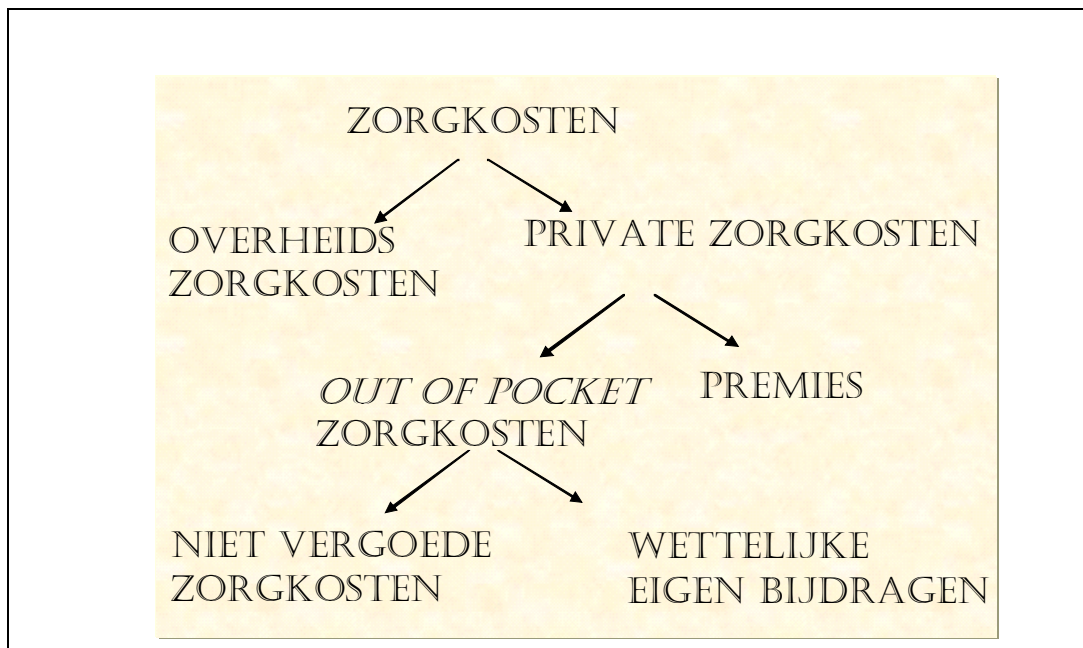 ZORGKOSTEN
OVERHEIDS
ZORGKOSTEN
PRIVATE ZORGKOSTEN
OUT OF POCKET
ZORGKOSTEN
PREMIES
NIET VERGOEDE
ZORGKOSTEN
WETTELIJKE
EIGEN BIJDRAGEN